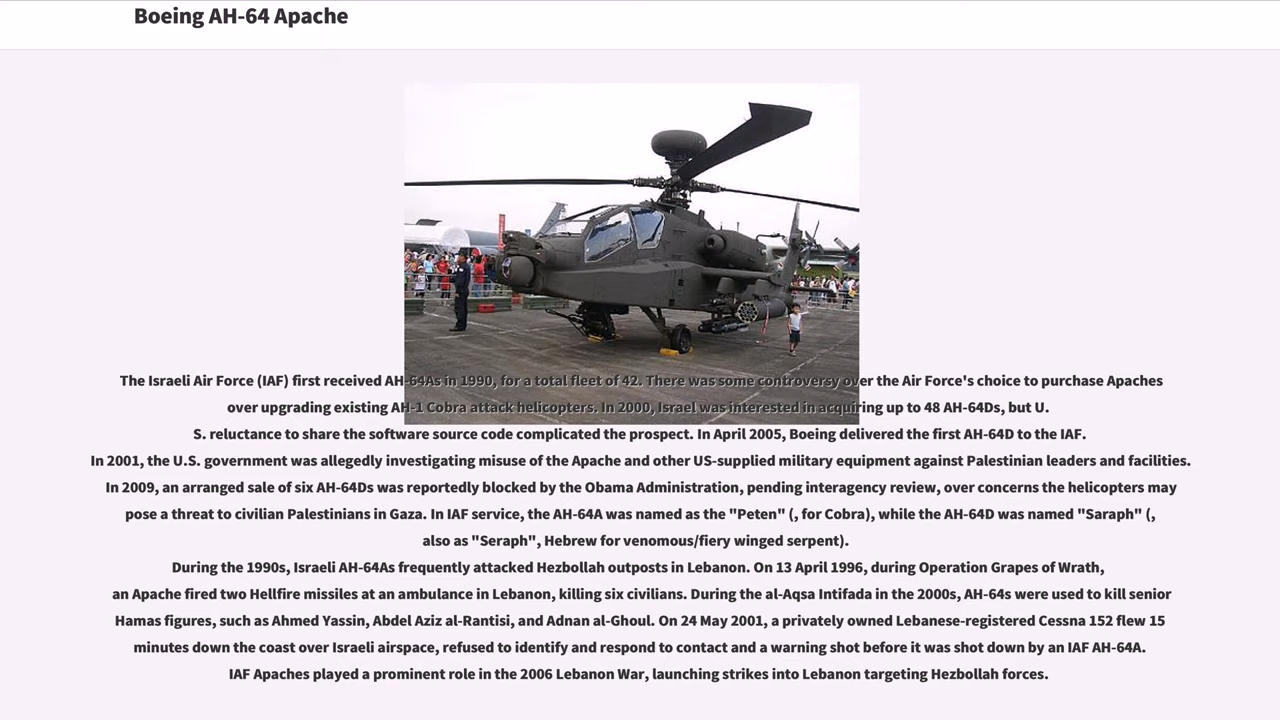 Boeing AH-64 Apache
The Israeli Air Force (IAF) first received AH-64As in 1990, for a total fleet of 42. There was some controversy over the Air Force's choice to purchase Apaches
over upgrading existing AH-1 Cobra attack helicopters. In 2000, Israel was interested in acquiring up to 48 AH-64Ds, but U.
S. reluctance to share the software source code complicated the prospect. In April 2005, Boeing delivered the first AH-64D to the IAF.
In 2001, the U.S. government was allegedly investigating misuse of the Apache and other US-supplied military equipment against Palestinian leaders and facilities.
In 2009, an arranged sale of six AH-64Ds was reportedly blocked by the Obama Administration, pending interagency review, over concerns the helicopters may
pose a threat to civilian Palestinians in Gaza. In IAF service, the AH-64A was named as the "Peten" (, for Cobra), while the AH-64D was named "Saraph" (,
also as "Seraph", Hebrew for venomous/fiery winged serpent).
During the 1990s, Israeli AH-64As frequently attacked Hezbollah outposts in Lebanon. On 13 April 1996, during Operation Grapes of Wrath,
an Apache fired two Hellfire missiles at an ambulance in Lebanon, killing six civilians. During the al-Aqsa Intifada in the 2000s, AH-64s were used to kill senior
Hamas figures, such as Ahmed Yassin, Abdel Aziz al-Rantisi, and Adnan al-Ghoul. On 24 May 2001, a privately owned Lebanese-registered Cessna 152 flew 15
minutes down the coast over Israeli airspace, refused to identify and respond to contact and a warning shot before it was shot down by an IAF AH-64A.
IAF Apaches played a prominent role in the 2006 Lebanon War, launching strikes into Lebanon targeting Hezbollah forces.